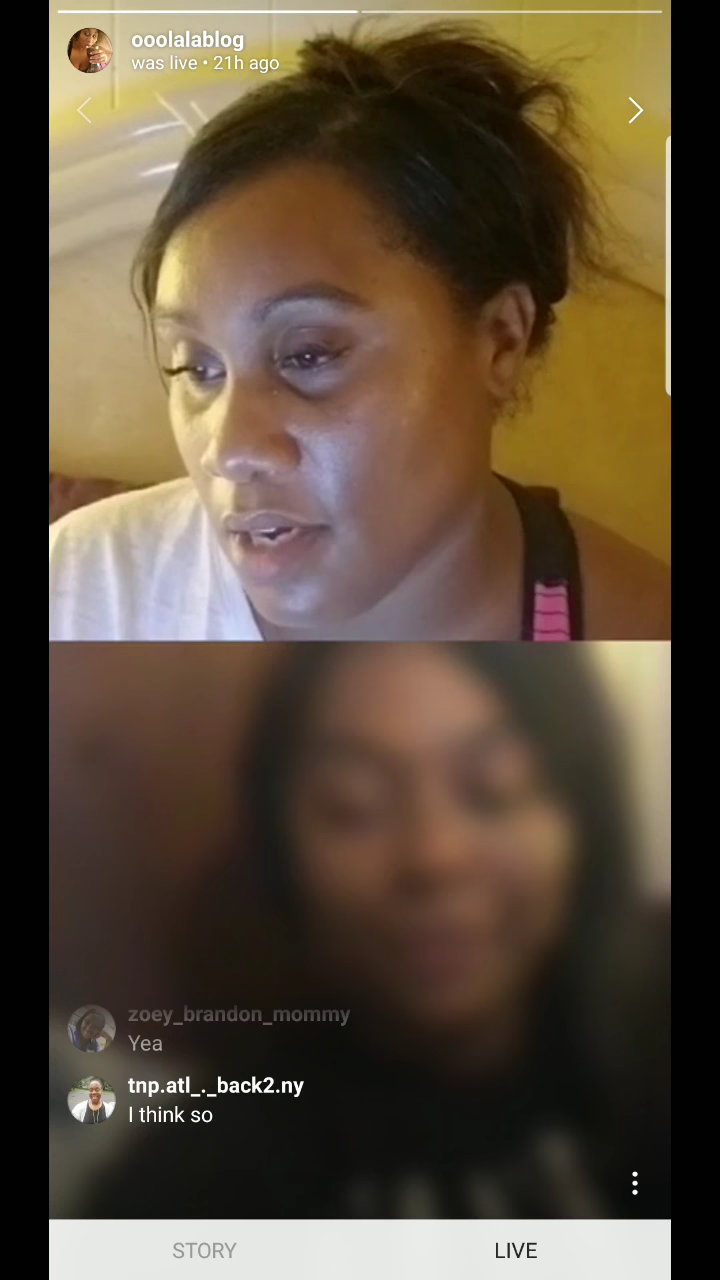 ooolalablog
was live • 21h ago
zoey_brandon_mommy
Yea
tnp.atl_._back2.ny
I think so
STORY
LIVE